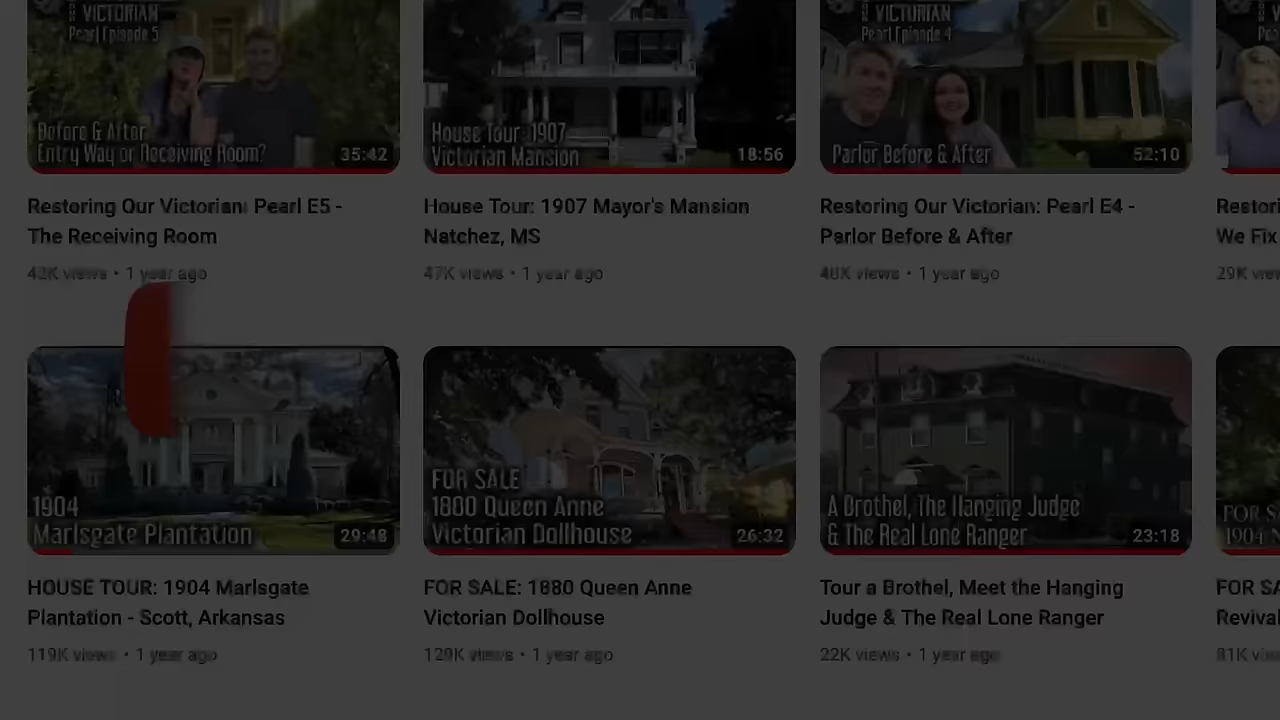 VICTORIAN
Pearl Episode 5
Before & After
Entry Way or Receiving Room?
35:42
House Tour: 1907
Victorian Mansion
18:56
VICTORIAN
Pearl Episode 4
Parlor Before & After
52:10
Restoring Our Victorian: Pearl E5 -
The Receiving Room
42K views • 1 year ago
House Tour: 1907 Mayor's Mansion
Natchez, MS
47K views • 1 year ago
Restoring Our Victorian: Pearl E4 -
Parlor Before & After
1 year ago
We Fix
1904
Marlsgate Plantation
29:48
FOR SALE
1880 Queen Anne
Victorian Dollhouse
26:32
A Brothel, The Hanging Judge
& The Real Lone Ranger
23:18
HOUSE TOUR: 1904 Marlsgate
Plantation - Scott, Arkansas
119K views • 1 year ago
FOR SALE: 1880 Queen Anne
Victorian Dollhouse
1 year ago
Tour a Brothel, Meet the Hanging
Judge & The Real Lone Ranger
22K views • 1 year ago